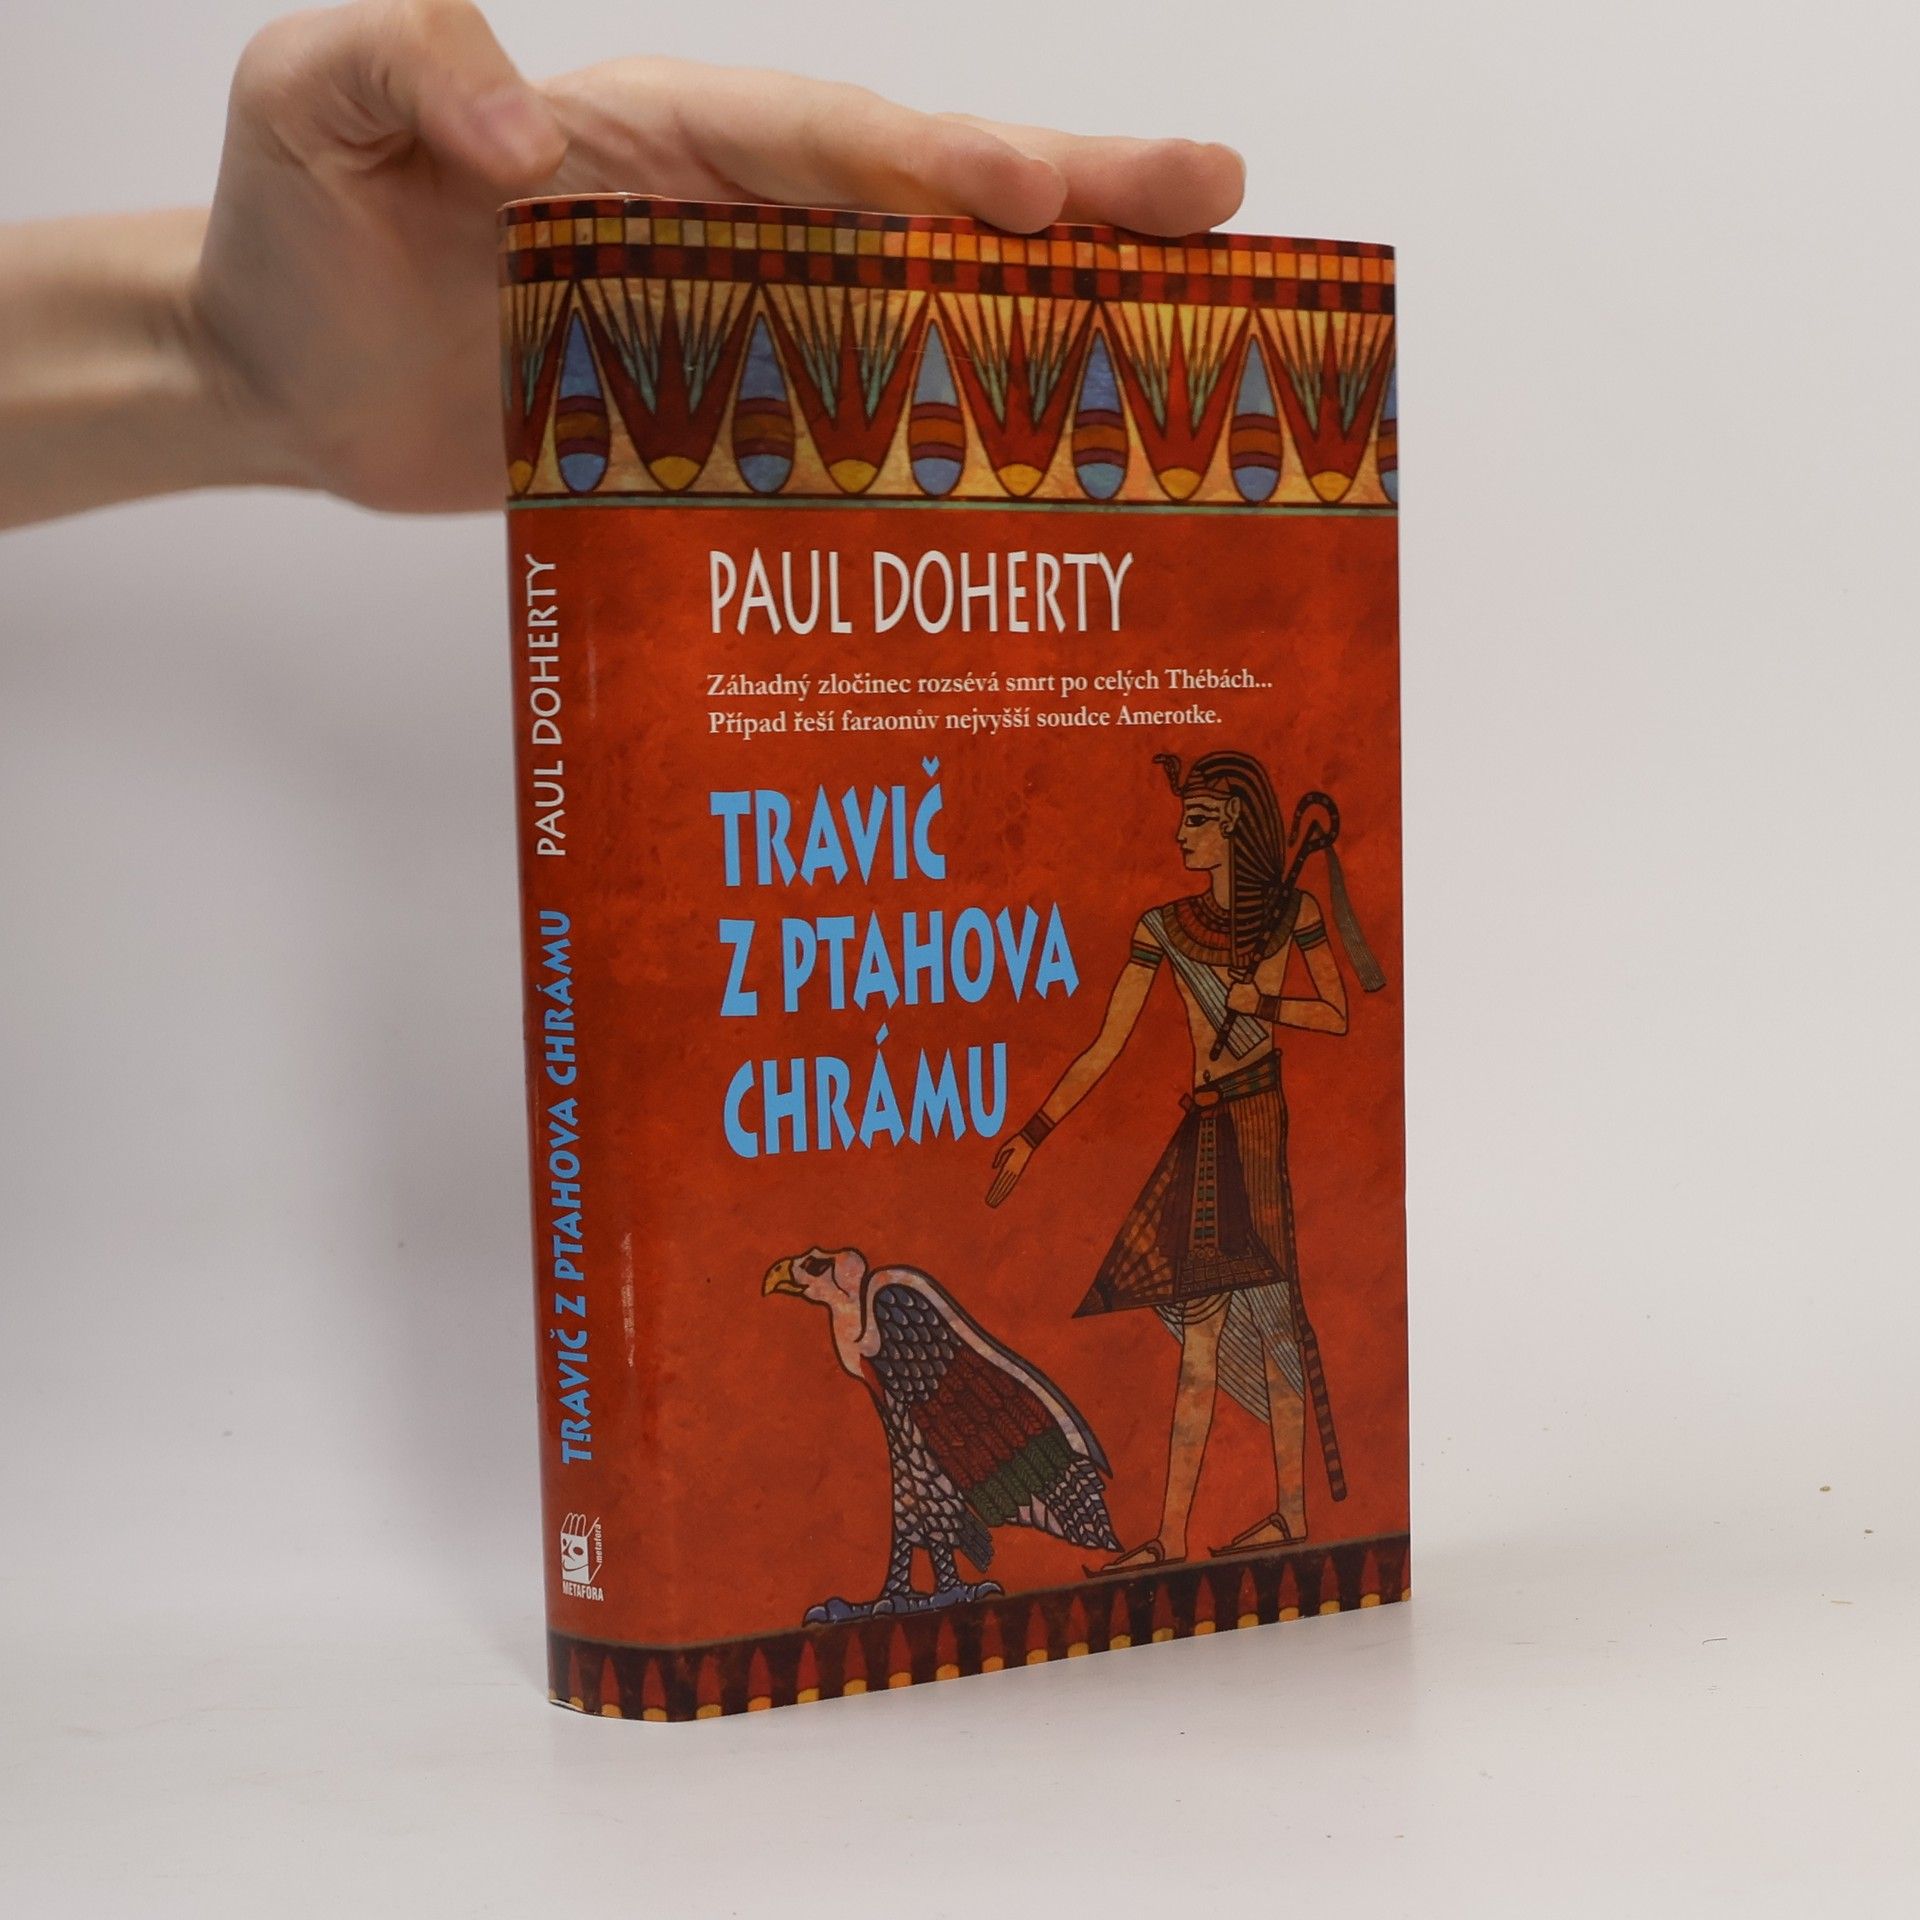 PAUL DOHERTY
Záhadný zločinec rozsévá smrt po celých Thébách...
Případ řeší faraonův nejvyšší soudce Amerotke.
TRAVIČ
Z PTAHOVA
CHRÁMU
TRAVIČ Z PTAHOVA CHRÁMU PAUL DOHERTY
metafora
METAFORA